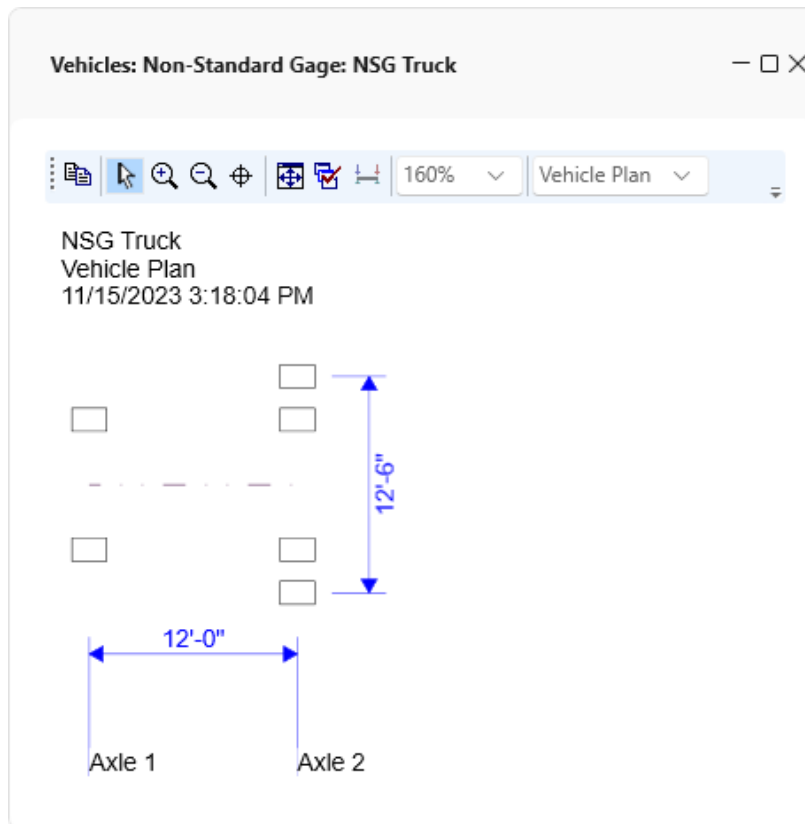 Vehicles: Non-Standard Gage: NSG Truck
160%
Vehicle Plan
NSG Truck
Vehicle Plan
11/15/2023 3:18:04 PM
12'-6"
12'-0"
Axle 1
Axle 2